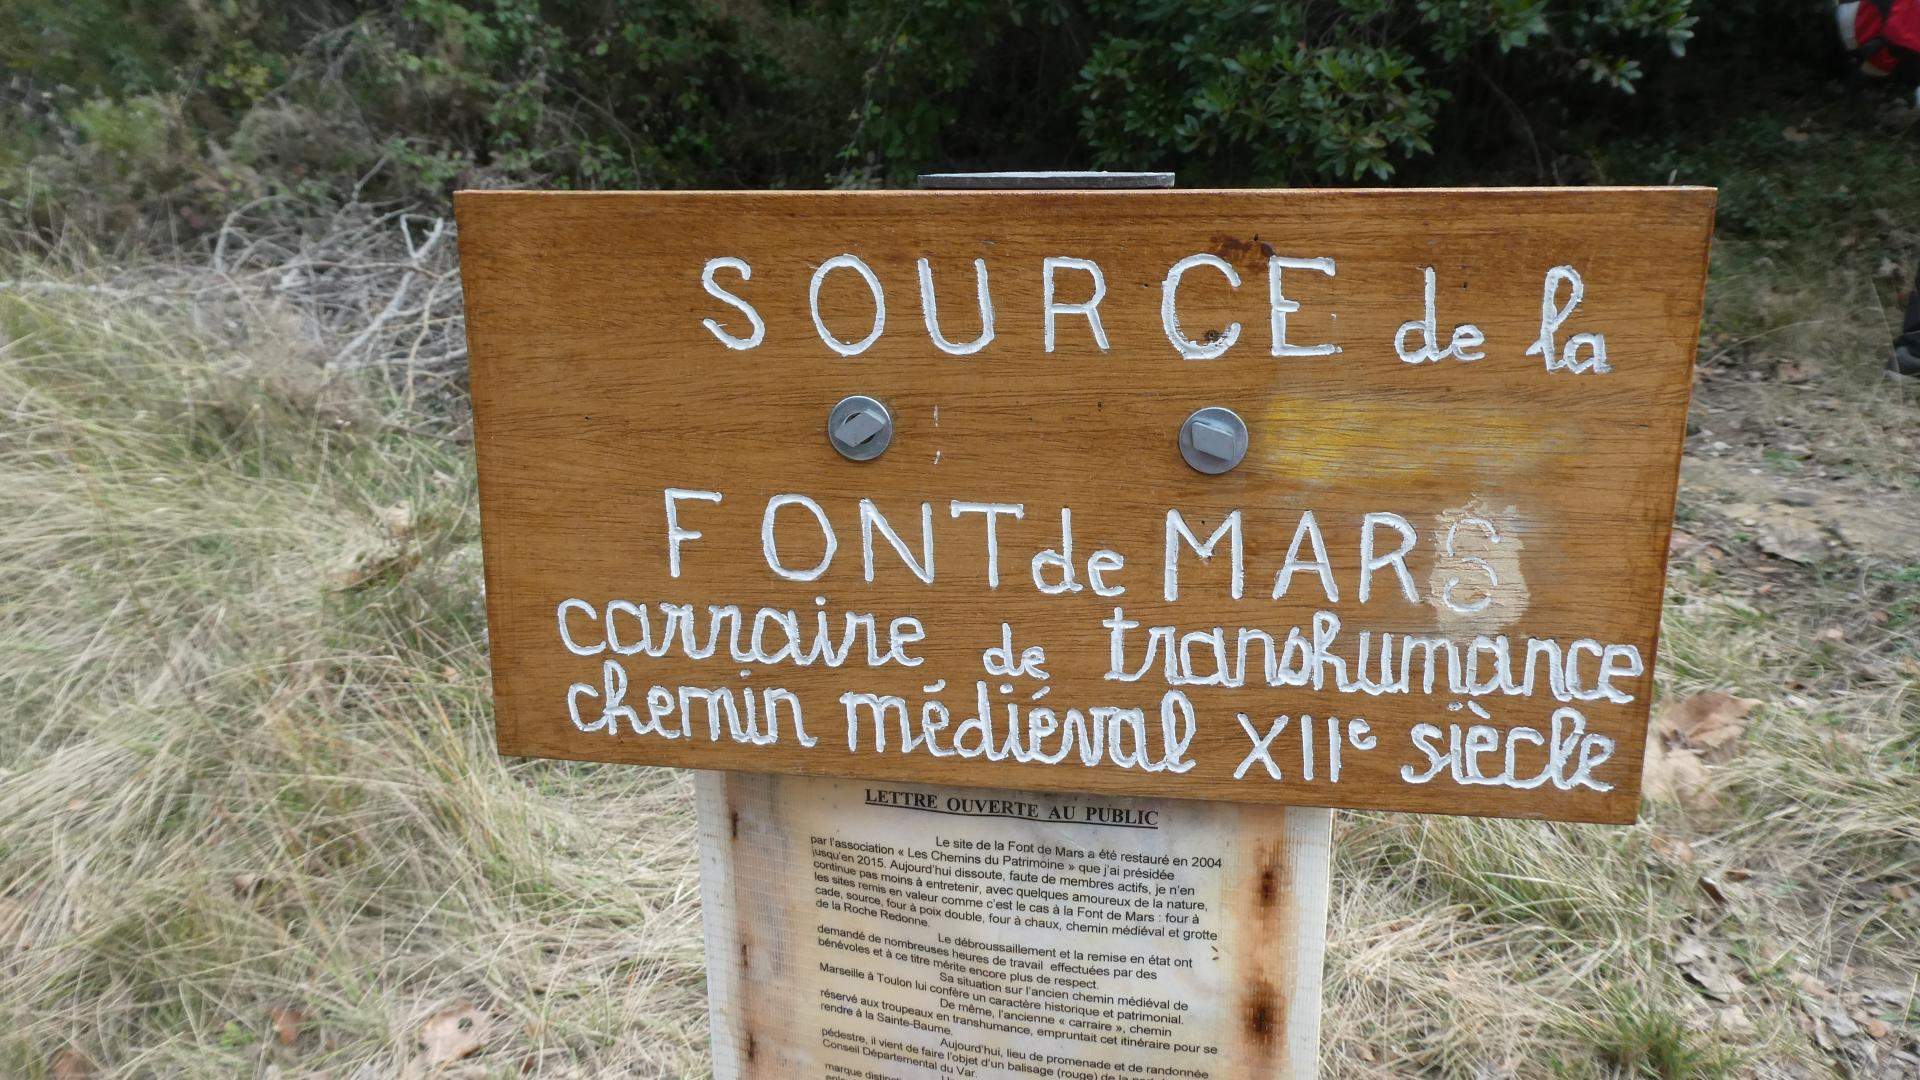 SOURCE de la
FONT de MARS
carraire de transhumance
chemin médiéval XIIe siècle
LETTRE OUVERTE AU PUBLIC
Le site de la Font de Mars a été restauré en 2004
par l'association « Les Chemins du Patrimoine » que j'ai présidée
jusqu'en 2015. Aujourd'hui dissoute, faute de membres actifs, je n'en
continue pas moins à entretenir, avec quelques amoureux de la nature,
les sites remis en valeur comme c'est le cas à la Font de Mars : four à
cade, source, four à poix double, four à chaux, chemin médiéval et grotte
de la Roche Redonne.
Le débroussaillement et la remise en état ont
demandé de nombreuses heures de travail effectuées par des
bénévoles et à ce titre mérite encore plus de respect.
Sa situation sur l'ancien chemin médiéval de
Marseille à Toulon lui confère un caractère historique et patrimonial.
De même, l'ancienne « carraire », chemin
réservé aux troupeaux en transhumance, empruntait cet itinéraire pour se
rendre à la Sainte-Baume.
Aujourd'hui, lieu de promenade et de randonnée
pédestre, il vient de faire l'objet d'un balisage (rouge) de la
Conseil Départemental du Var.
marque